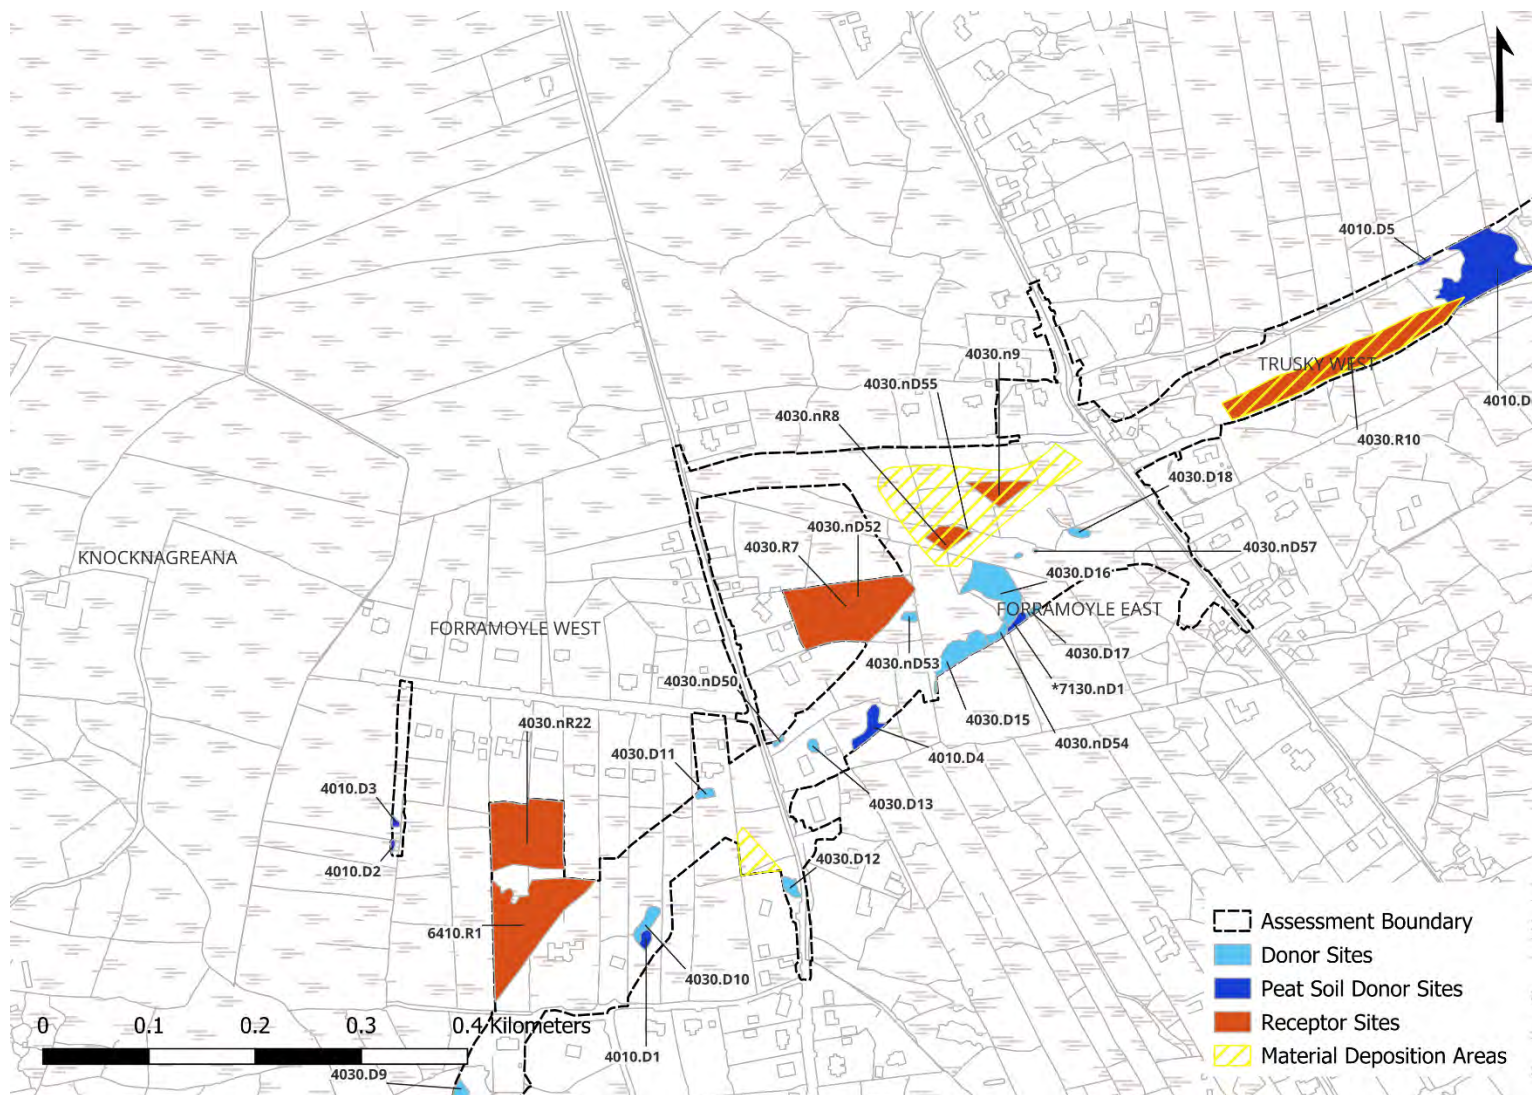 4010.D5
4030.n9
TRUSKY WEST
4030.nD55
4010.D6
4030.nR8
4030.R10
4030.D18
4030.nD52
4030.R7
4030.nD57
KNOCKNAGREANA
4030.D16
FORRAMOYLE EAST
FORRAMOYLE WEST
4030.D17
4030.nD53
4030.nD50
*7130.nD1
4030.D15
4030.nR22
4030.nD54
4030.D11
4010.D4
4010.D3
4030.D13
4030.D12
4010.D2
6410.R1
4030.D10
Assessment Boundary
Donor Sites
Peat Soil Donor Sites
Receptor Sites
Material Deposition Areas
0 0.1 0.2 0.3 0.4 Kilometers
4010.D1
4030.D9